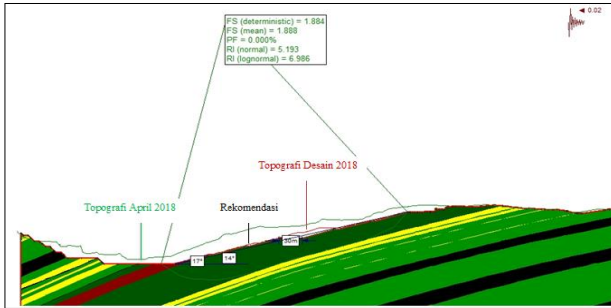 FS (deterministic) = 1.884
FS (mean) = 1.888
PF = 0.000%
RI (normal) = 5.193
RI (lognormal) = 6.986
0.02
Topografi Desain 2018
Topografi April 2018
Rekomendasi
30m
17°
14°